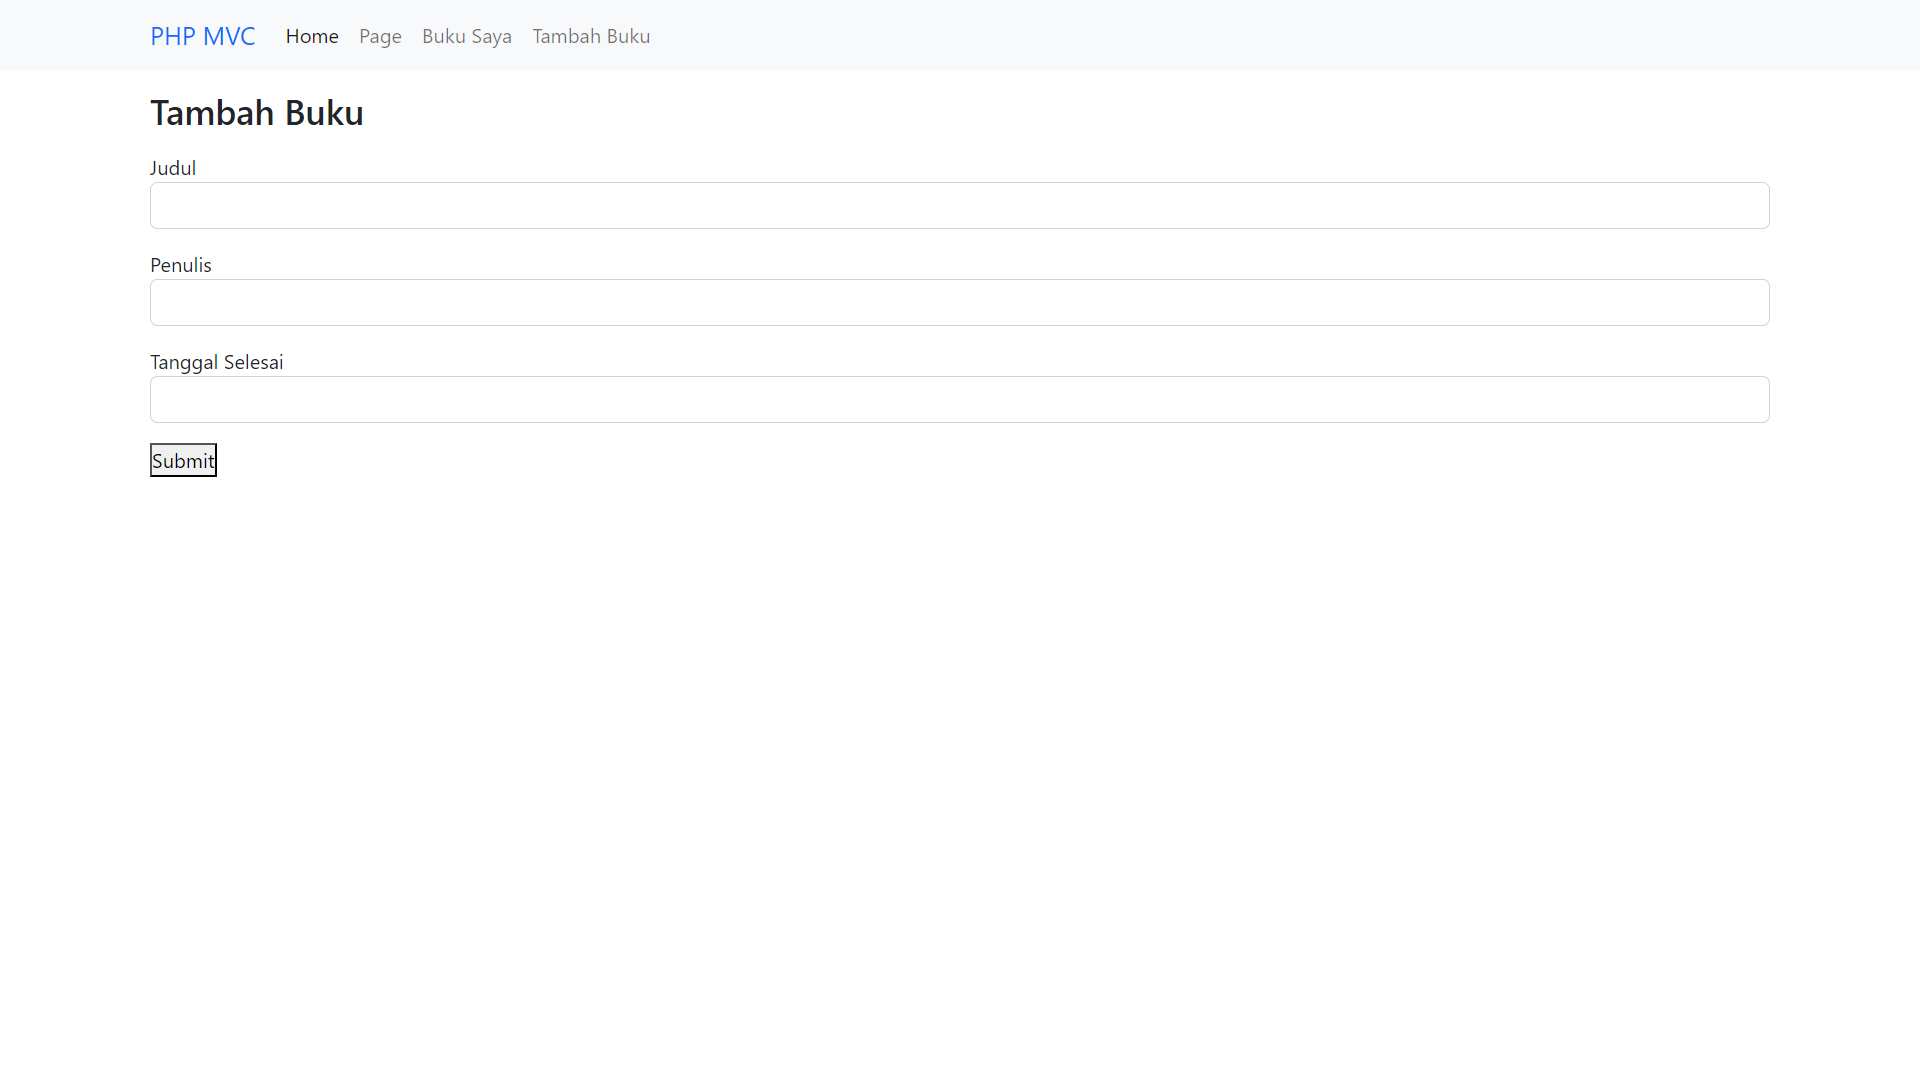 PHP MVC Home Page Buku Saya Tambah Buku
Tambah Buku
Judul
Penulis
Tanggal Selesai
Submit